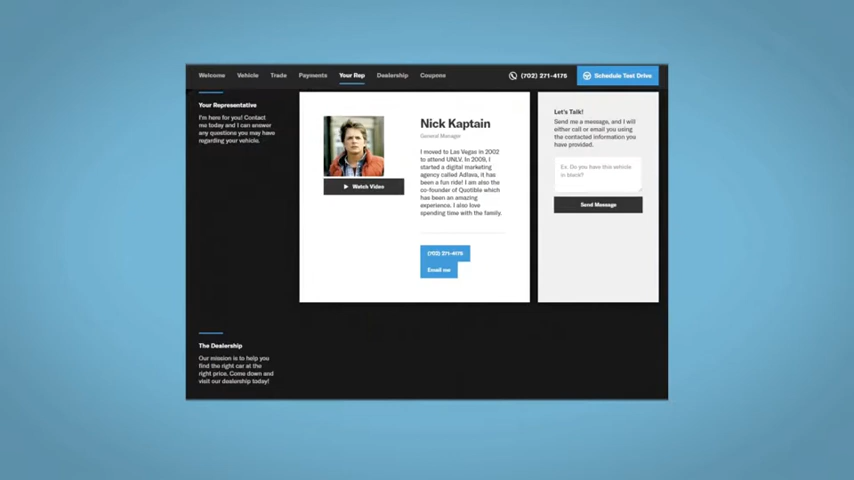 Welcome Vehicle Trade Payments Your Rep Dealership Coupons (702) 271-4175 Schedule Test Drive
Your Representative
I'm here for you! Contact
me today and I can answer
any questions you may have
regarding your vehicle.
Watch Video
Nick Kaptain
General Manager
I moved to Las Vegas in 2002
to attend UNLV. In 2009, I
started a digital marketing
agency called Adlava, it has
been a fun ride! I am also the
co-founder of Quotible which
has been an amazing
experience. I also love
spending time with the family.
(702) 271-4175
Email me
Let's Talk!
Send me a message, and I will
either call or email you using
the contacted information you
have provided.
Ex. Do you have this vehicle
in black?
Send Message
The Dealership
Our mission is to help you
find the right car at the
right price. Come down and
visit our dealership today!